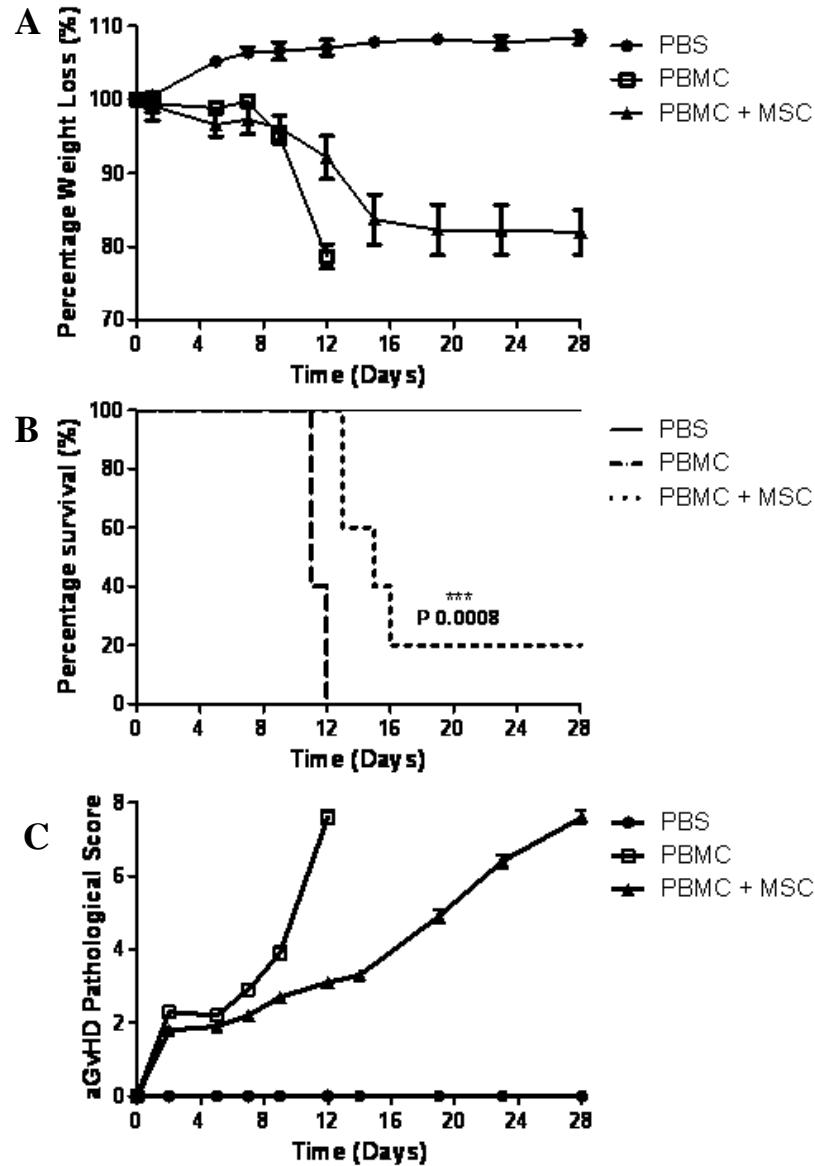 A
Percentage Weight Loss (%)
110
100
90
80
70
0 4 8 12 16 20 24 28
Time (Days)
PBS
PBMC
PBMC + MSC
B
Percentage survival (%)
100
80
60
40
20
0
0 4 8 12 16 20 24 28
Time (Days)
***
P 0.0008
PBS
PBMC
PBMC + MSC
C
aGvHD Pathological Score
8
6
4
2
0
0 4 8 12 16 20 24 28
Time (Days)
PBS
PBMC
PBMC + MSC